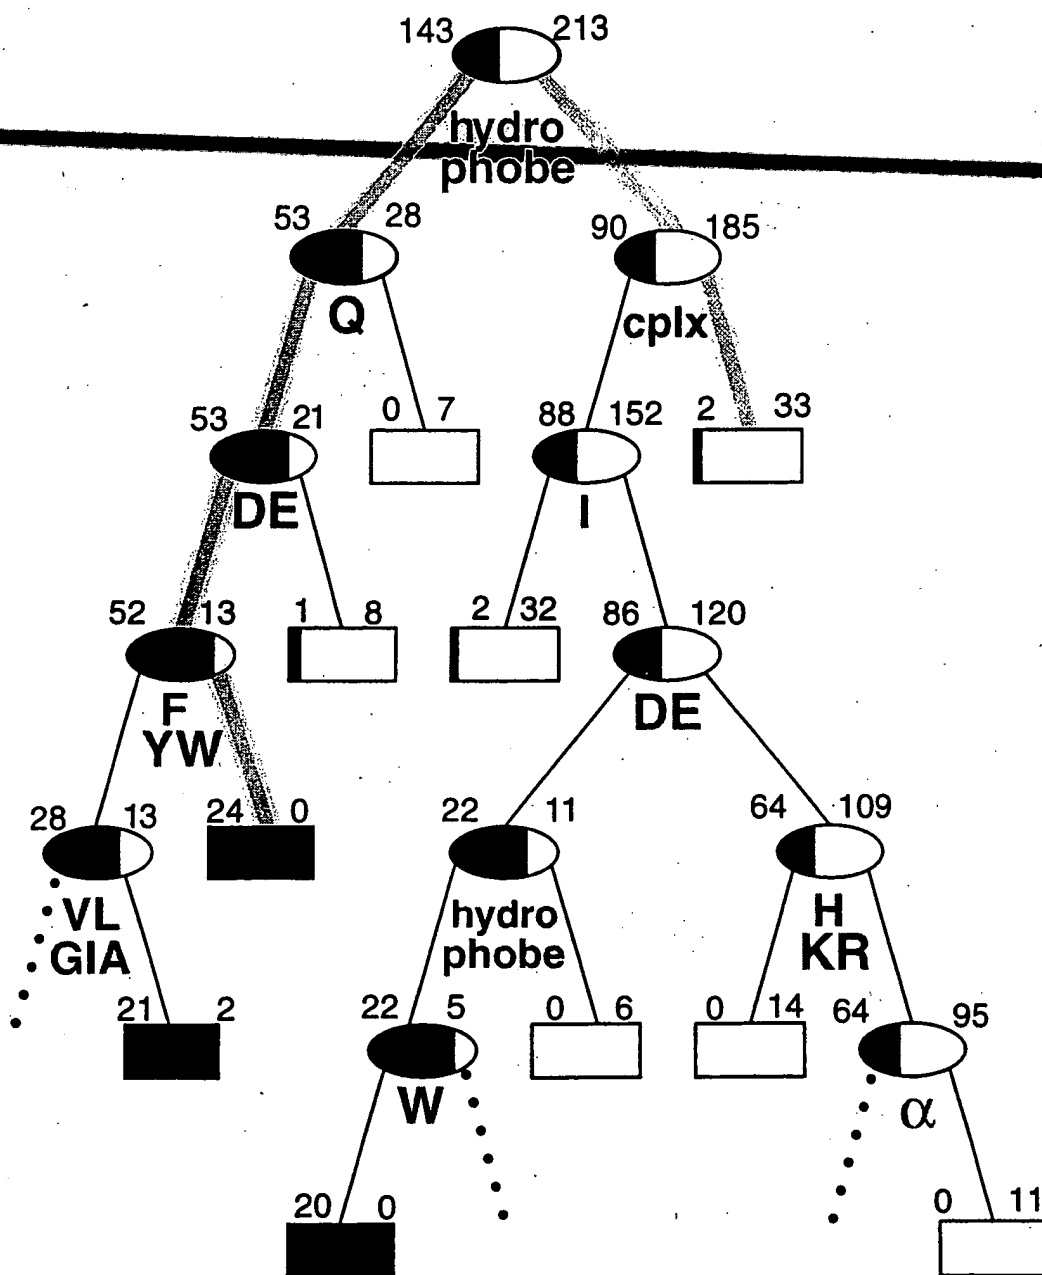 143 213
hydro
phobe
53 28 90 185
Q cplx
53 21 0 7 88 152 2 33
DE I
52 13 1 8 2 32 86 120
F DE
YW
28 13 24 0 22 11 64 109
VL hydro H
GIA phobe KR
21 2 22 5 0 6 0 14 64 95
W α
20 0 0 11